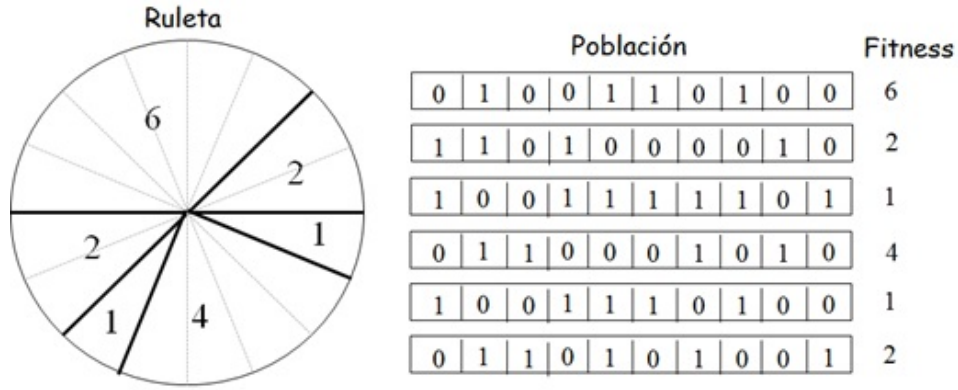 Ruleta
6
2
1
4
1
2
Población Fitness
0 1 0 0 1 1 0 1 0 0 6
1 1 0 1 0 0 0 0 1 0 2
1 0 0 1 1 1 1 1 0 1 1
0 1 1 0 0 0 1 0 1 0 4
1 0 0 1 1 1 0 1 0 0 1
0 1 1 0 1 0 1 0 0 1 2